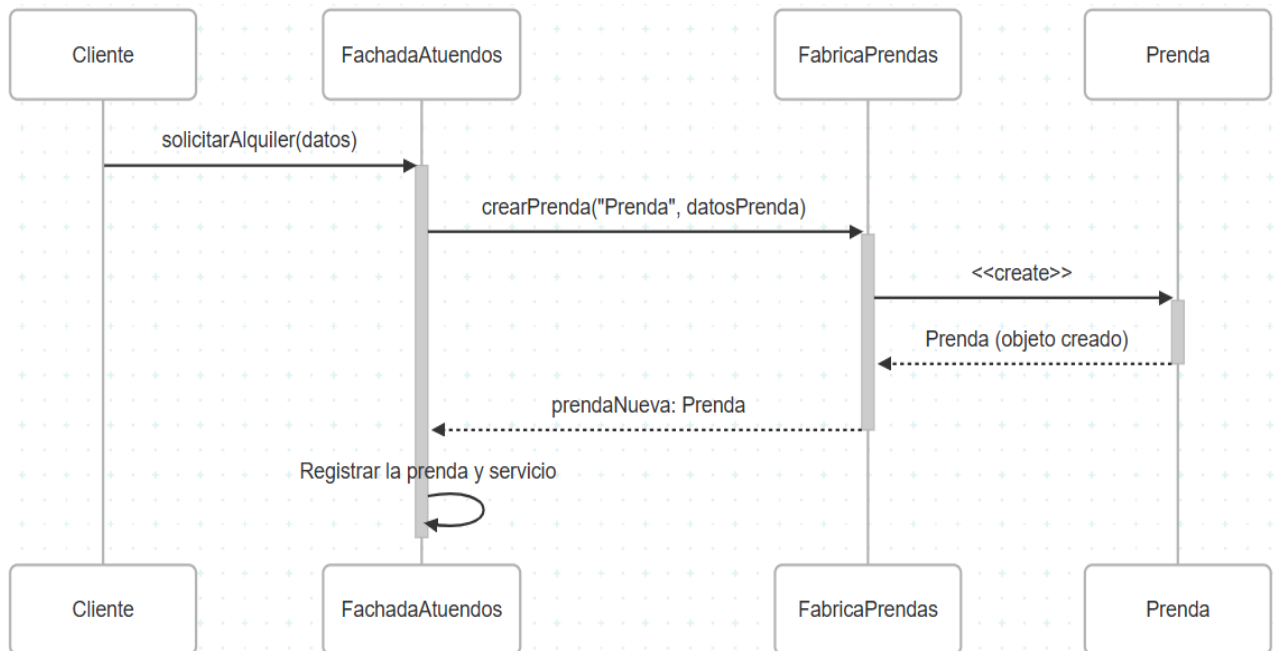 Cliente
FachadaAtuendos
FabricaPrendas
Prenda
solicitarAlquiler(datos)
crearPrenda("Prenda", datosPrenda)
<<create>>
Prenda (objeto creado)
prendaNueva: Prenda
Registrar la prenda y servicio
Cliente
FachadaAtuendos
FabricaPrendas
Prenda